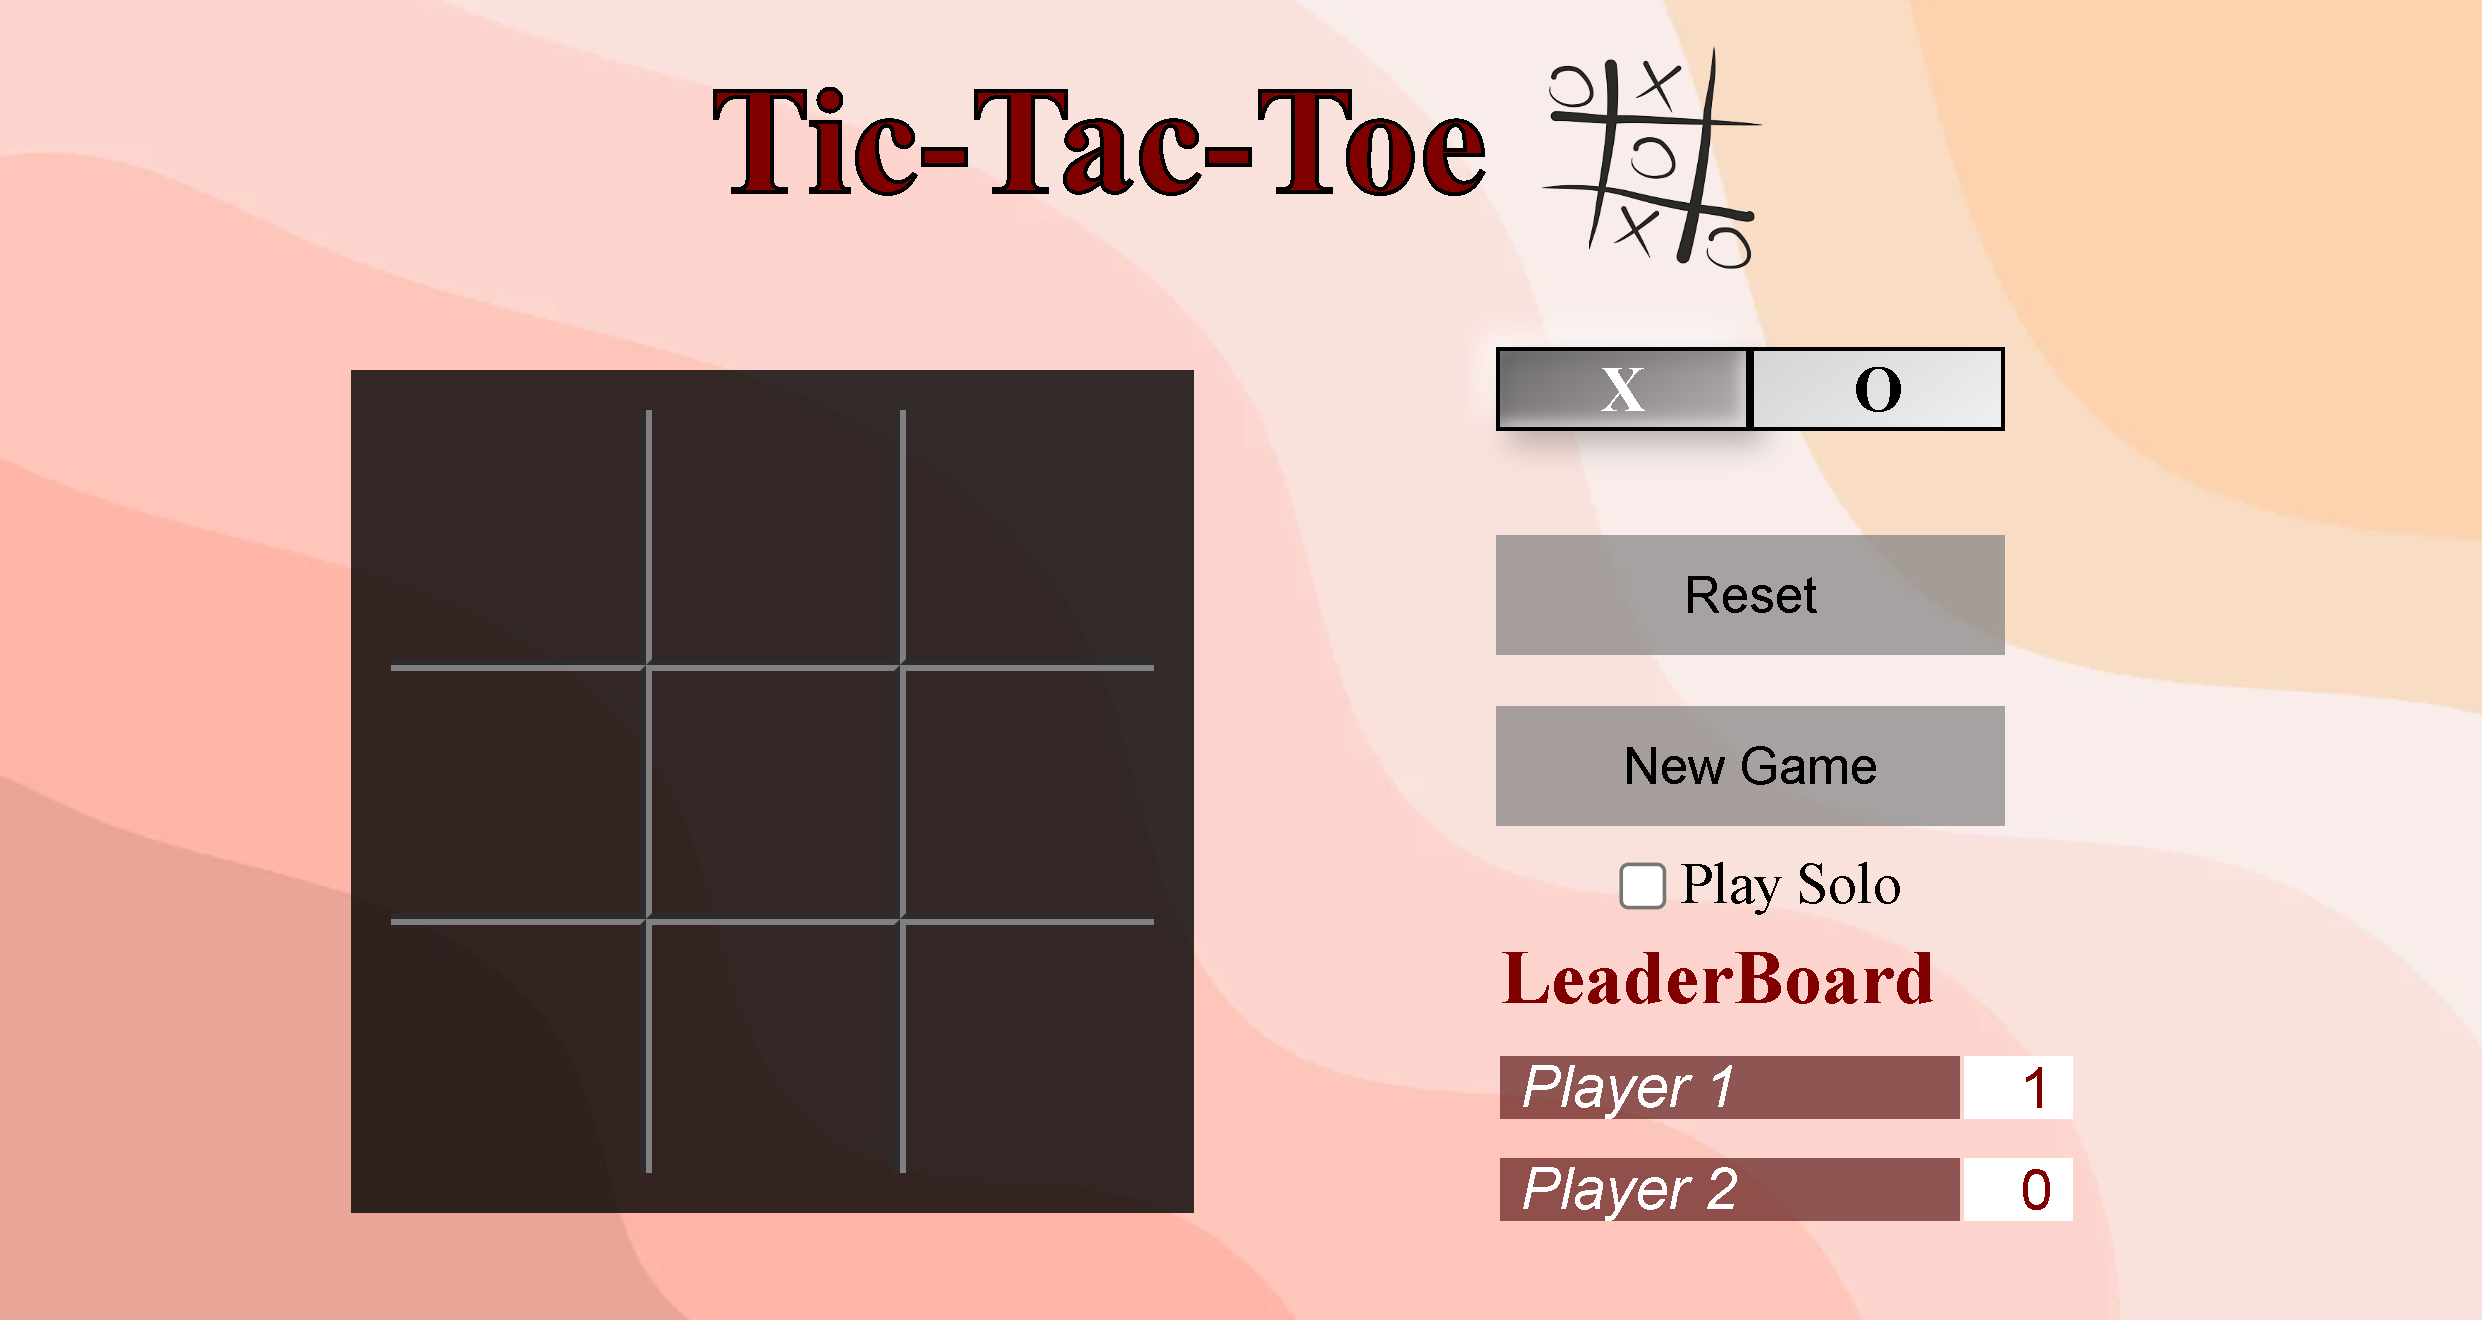 Tic-Tac-Toe
X O
Reset
New Game
Play Solo
LeaderBoard
Player 1 1
Player 2 0